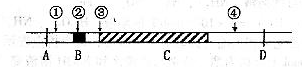 ① ② ③ ④
A B C D